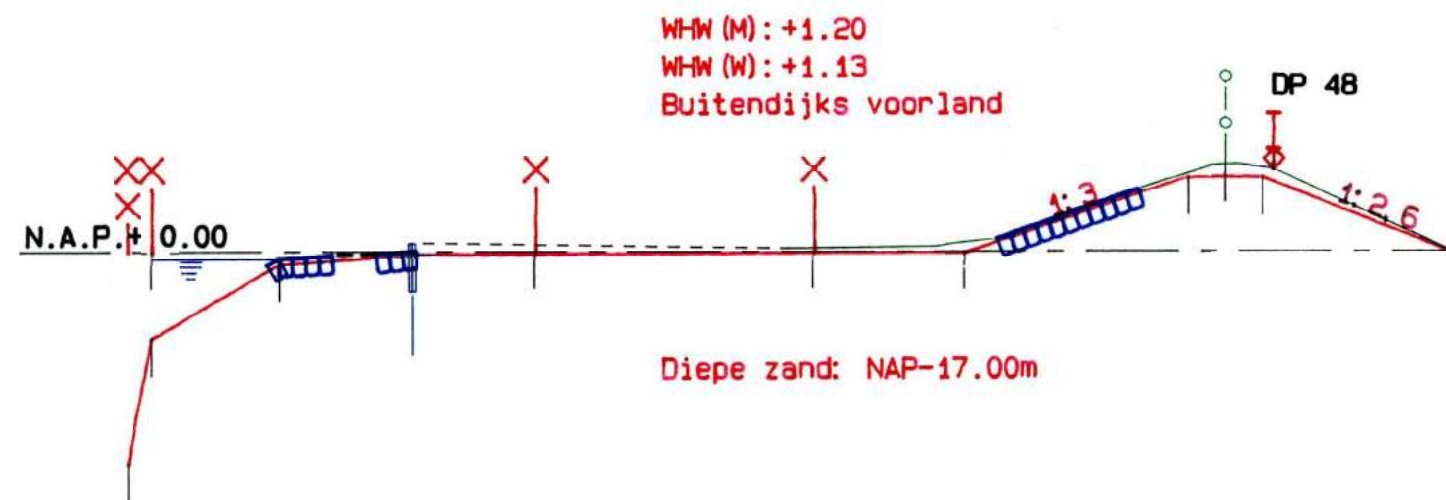 WHW (M): +1.20
WHW (W): +1.13
Buitendijks voorland
DP 48
1:3
1:2.6
N.A.P.+ 0.00
Diepe zand: NAP-17.00m